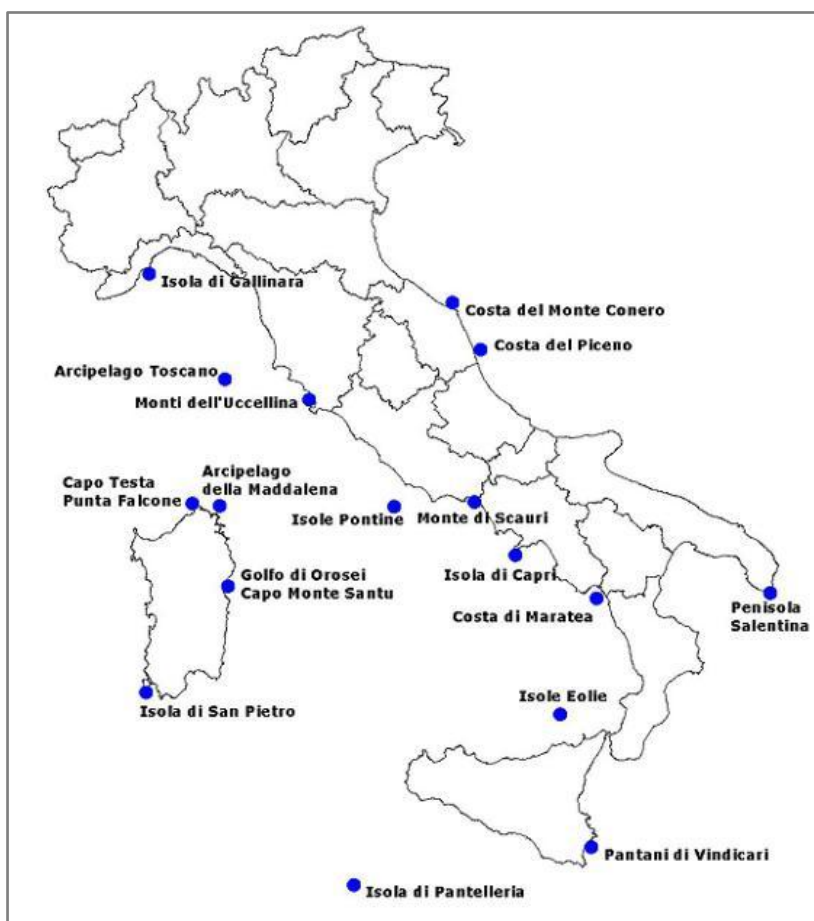 Isola di Gallinara
Costa del Monte Conero
Costa del Piceno
Arcipelago Toscano
Monti dell'Uccellina
Capo Testa
Punta Falcone
Arcipelago
della Maddalena
Isole Pontine
Monte di Scauri
Isola di Capri
Golfo di Orosei
Capo Monte Santu
Costa di Maratea
Penisola
Salentina
Isola di San Pietro
Isole Eolie
Pantani di Vindicari
Isola di Pantelleria